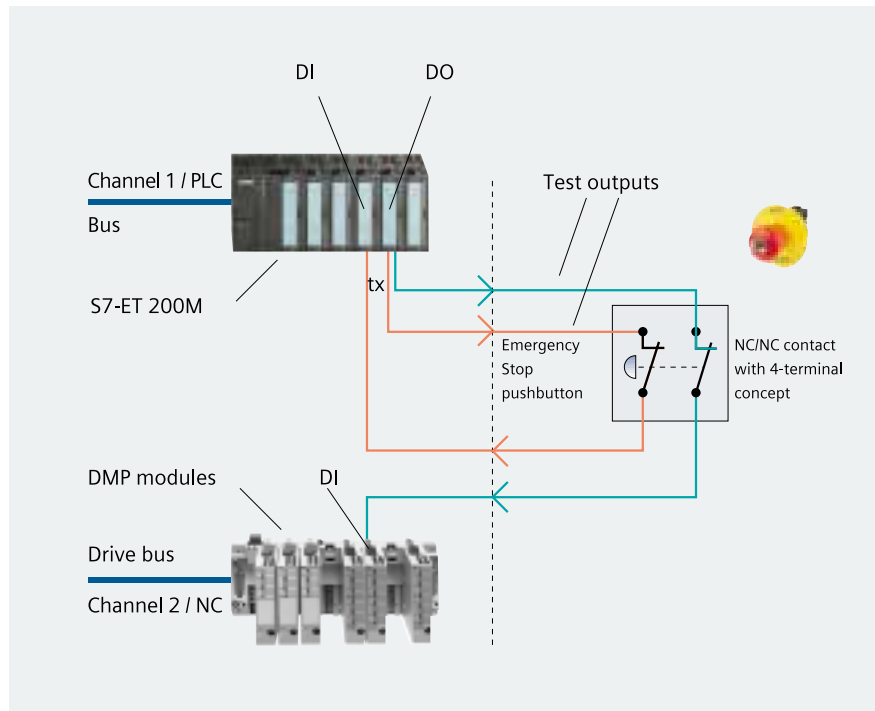 DI
DO
Channel 1 / PLC
Bus
S7-ET 200M
tx
Test outputs
Emergency
Stop
pushbutton
NC/NC contact
with 4-terminal
concept
DMP modules
DI
Drive bus
Channel 2 / NC